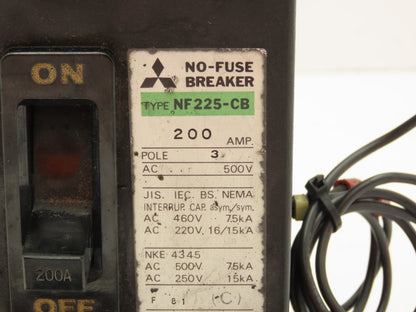 ON
NO-FUSE
BREAKER
TYPE NF225-CB
200 AMP.
POLE 3
AC 500V
JIS. IEC. BS. NEMA
INTERRUP. CAP. asym/sym.
AC 460V 7.5kA
AC 220V, 16/15kA
NKE 4345
AC 500V 7.5kA
AC 250V 15kA
F B 1 (C)
200A
OFF